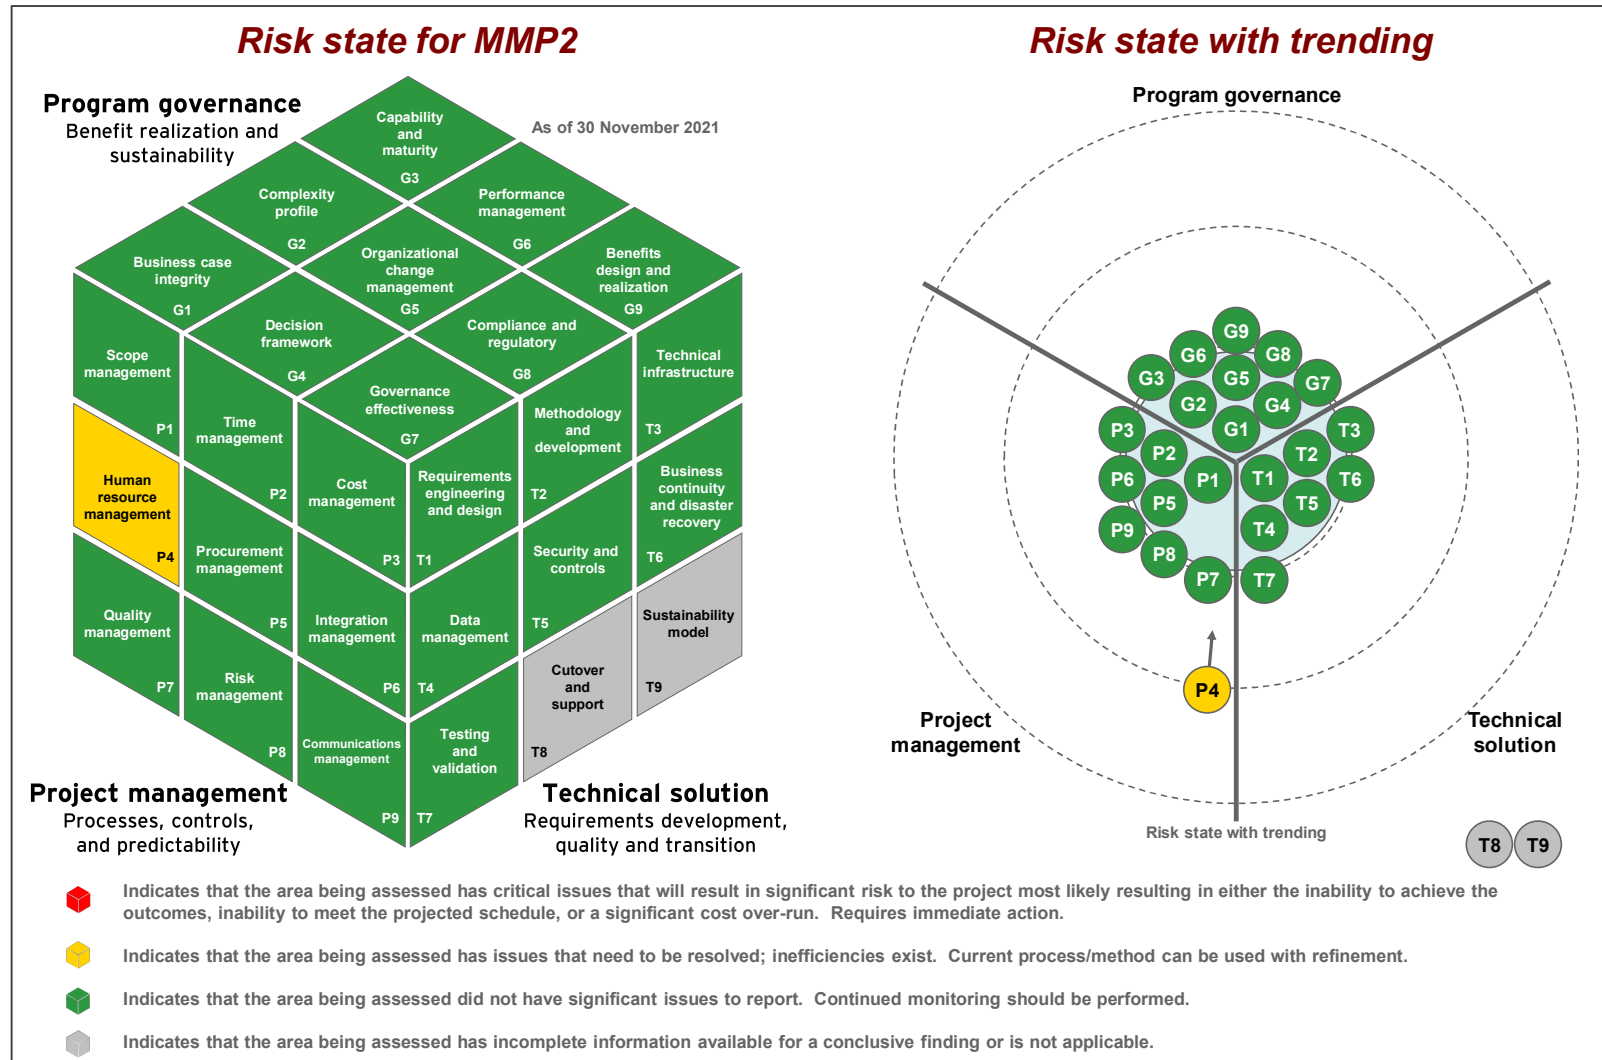 Risk state for MMP2
Program governance
Benefit realization and
sustainability
As of 30 November 2021
Capability
and
maturity
G3
Complexity
profile
G2
Performance
management
G6
Business case
integrity
G1
Organizational
change
management
G5
Benefits
design and
realization
G9
Decision
framework
G4
Compliance and
regulatory
G8
Governance
effectiveness
G7
Scope
management
P1
Time
management
P2
Cost
management
P3
Human
resource
management
P4
Procurement
management
P5
Integration
management
P6
Quality
management
P7
Risk
management
P8
Communications
management
P9
Requirements
engineering
and design
T1
Methodology
and
development
T2
Technical
infrastructure
T3
Data
management
T4
Security and
controls
T5
Business
continuity
and disaster
recovery
T6
Testing
and
validation
T7
Cutover
and
support
T8
Sustainability
model
T9
Project management
Processes, controls,
and predictability
Technical solution
Requirements development,
quality and transition
Risk state with trending
Program governance
G9
G6
G8
G3
G5
G7
G2
G4
G1
P3
P2
P6
P1
P5
P9
P8
P7
P4
T3
T2
T1
T6
T5
T4
T7
Project
management
Technical
solution
Risk state with trending
T8
T9
Indicates that the area being assessed has critical issues that will result in significant risk to the project most likely resulting in either the inability to achieve the
outcomes, inability to meet the projected schedule, or a significant cost over-run. Requires immediate action.
Indicates that the area being assessed has issues that need to be resolved; inefficiencies exist. Current process/method can be used with refinement.
Indicates that the area being assessed did not have significant issues to report. Continued monitoring should be performed.
Indicates that the area being assessed has incomplete information available for a conclusive finding or is not applicable.